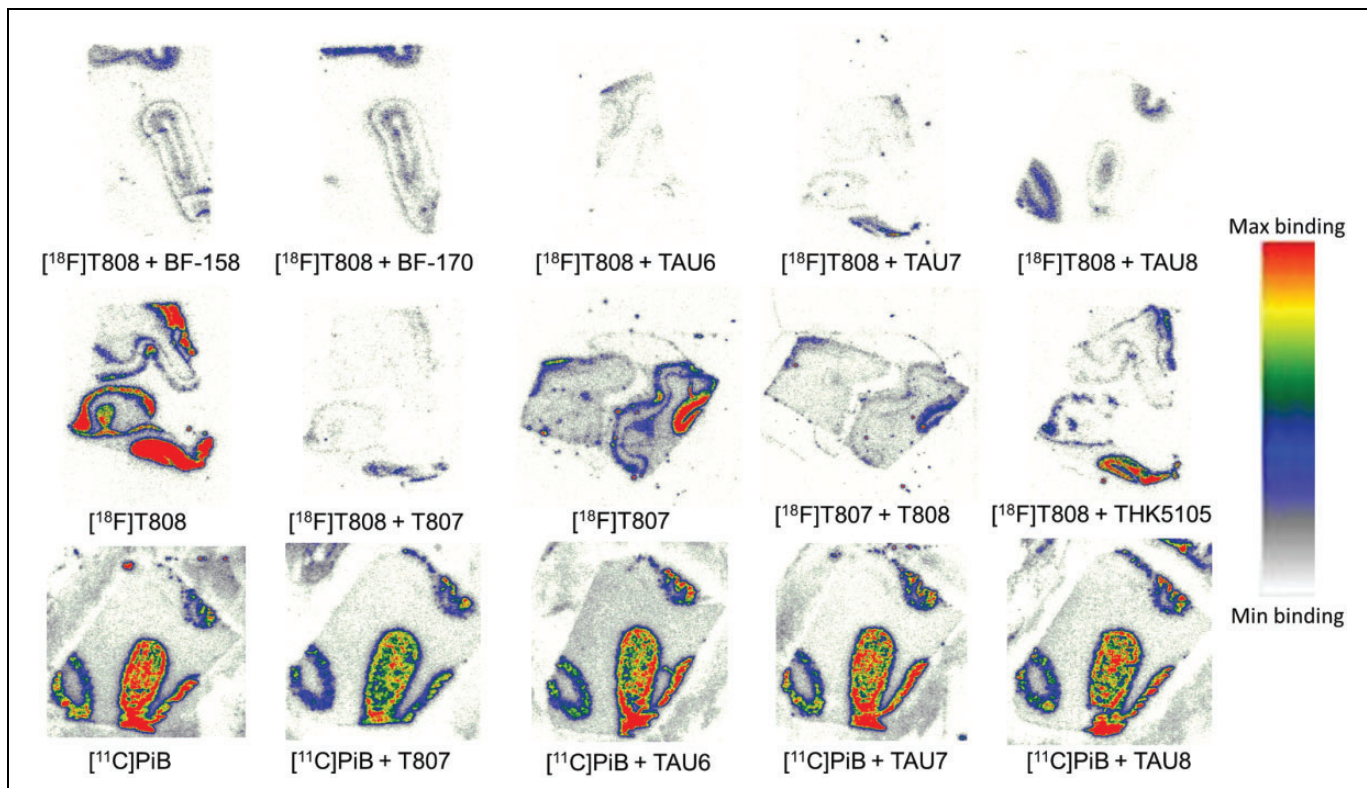 [¹⁸F]T808 + BF-158
[¹⁸F]T808 + BF-170
[¹⁸F]T808 + TAU6
[¹⁸F]T808 + TAU7
[¹⁸F]T808 + TAU8
Max binding
[¹⁸F]T808
[¹⁸F]T808 + T807
[¹⁸F]T807
[¹⁸F]T807 + T808
[¹⁸F]T808 + THK5105
Min binding
[¹¹C]PiB
[¹¹C]PiB + T807
[¹¹C]PiB + TAU6
[¹¹C]PiB + TAU7
[¹¹C]PiB + TAU8